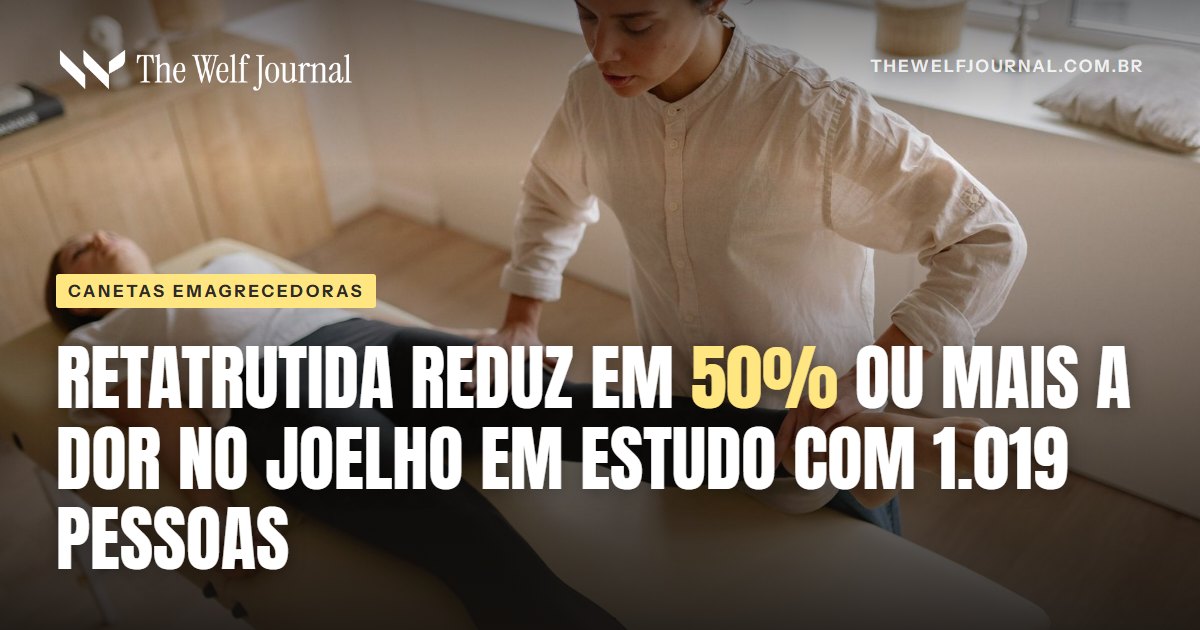 The Welf Journal
THEWELFJOURNAL.COM.BR
CANETAS EMAGRECEDORAS
RETATRUTIDA REDUZ EM 50% OU MAIS A
DOR NO JOELHO EM ESTUDO COM 1.019
PESSOAS